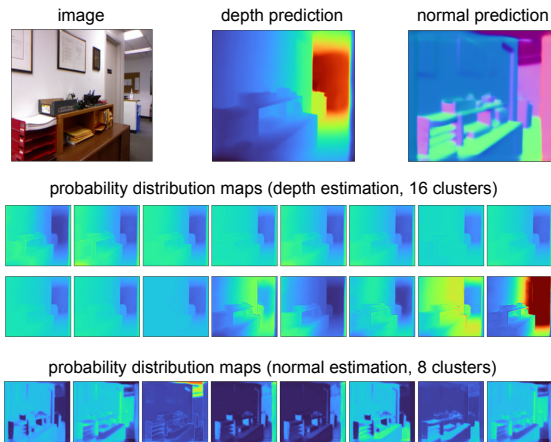 image depth prediction normal prediction
probability distribution maps (depth estimation, 16 clusters)
probability distribution maps (normal estimation, 8 clusters)